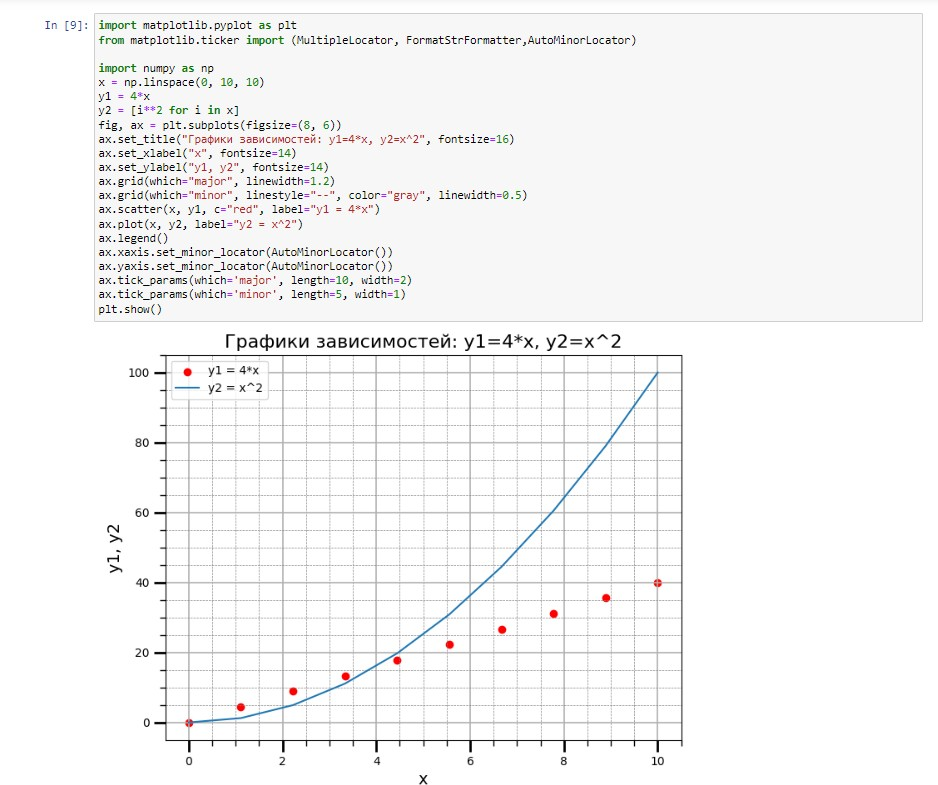 In [9]: import matplotlib.pyplot as plt
from matplotlib.ticker import (MultipleLocator, FormatStrFormatter,AutoMinorLocator)
import numpy as np
x = np.linspace(0, 10, 10)
y1 = 4*x
y2 = [i**2 for i in x]
fig, ax = plt.subplots(figsize=(8, 6))
ax.set_title("Графики зависимостей: y1=4*x, y2=x^2", fontsize=16)
ax.set_xlabel("x", fontsize=14)
ax.set_ylabel("y1, y2", fontsize=14)
ax.grid(which="major", linewidth=1.2)
ax.grid(which="minor", linestyle="--", color="gray", linewidth=0.5)
ax.scatter(x, y1, c="red", label="y1 = 4*x")
ax.plot(x, y2, label="y2 = x^2")
ax.legend()
ax.xaxis.set_minor_locator(AutoMinorLocator())
ax.yaxis.set_minor_locator(AutoMinorLocator())
ax.tick_params(which='major', length=10, width=2)
ax.tick_params(which='minor', length=5, width=1)
plt.show()
Графики зависимостей: y1=4*x, y2=x^2
y1 = 4*x
y2 = x^2
100
80
60
40
20
0
y1, y2
0 2 4 6 8 10
x